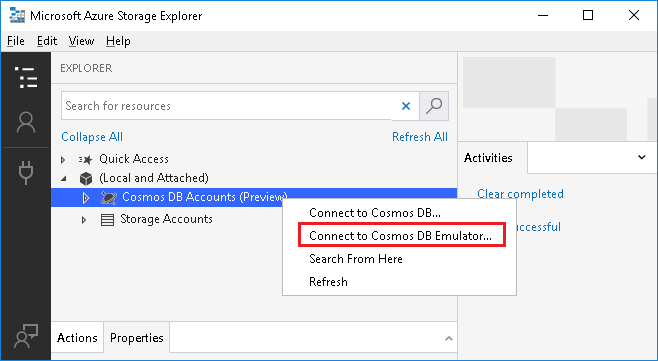 Microsoft Azure Storage Explorer
File Edit View Help
EXPLORER
Search for resources
Collapse All Refresh All
Quick Access
(Local and Attached)
Cosmos DB Accounts (Preview)
Storage Accounts
Connect to Cosmos DB...
Connect to Cosmos DB Emulator...
Search From Here
Refresh
Actions Properties
Activities
Clear completed
successful